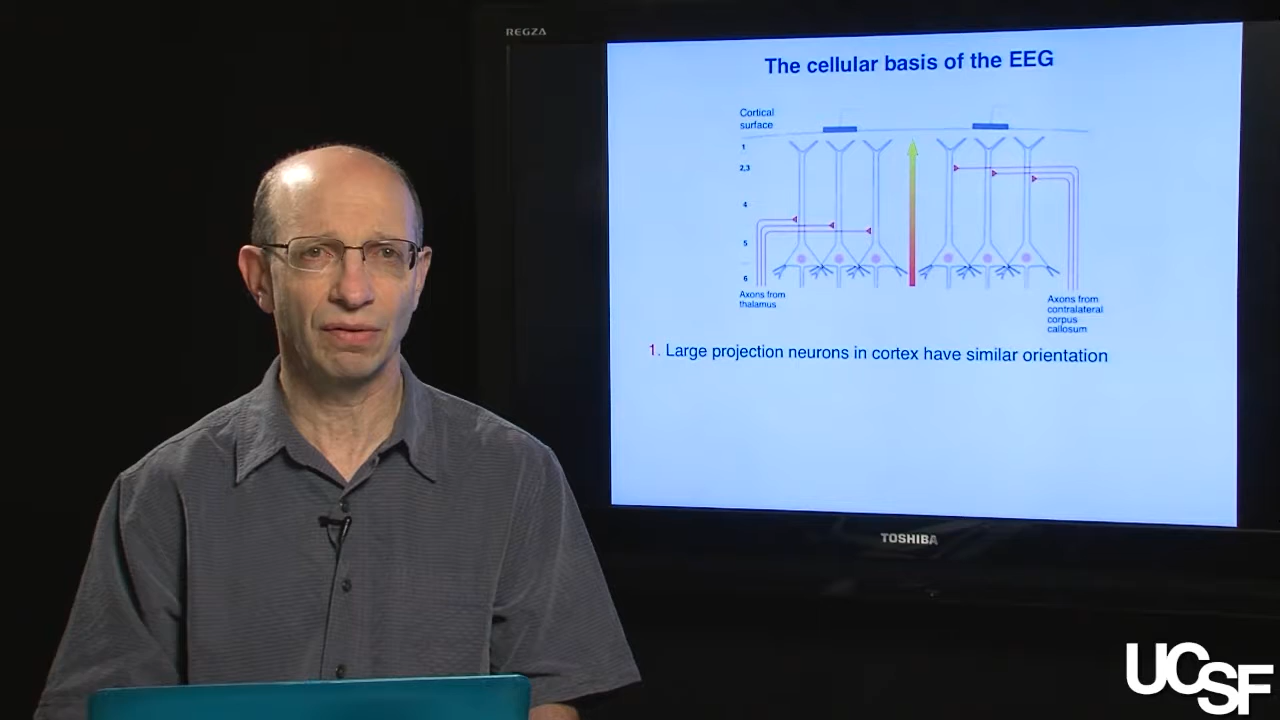 REGZA
The cellular basis of the EEG
Cortical
surface
1
2,3
4
5
6
Axons from
thalamus
Axons from
contralateral
corpus
callosum
1. Large projection neurons in cortex have similar orientation
TOSHIBA
UCSF